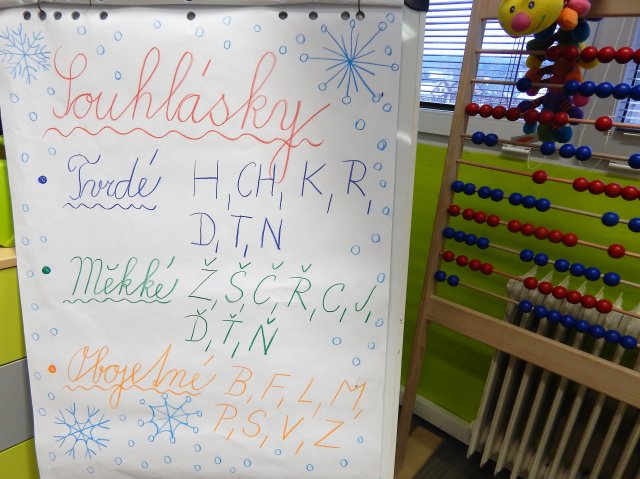 Souhlásky
Tvrdé H, CH, K, R,
D, T, N
Měkké Ž, Š, Č, Ř, C, J,
Ď, Ť, Ň
Obojetné B, F, L, M,
P, S, V, Z